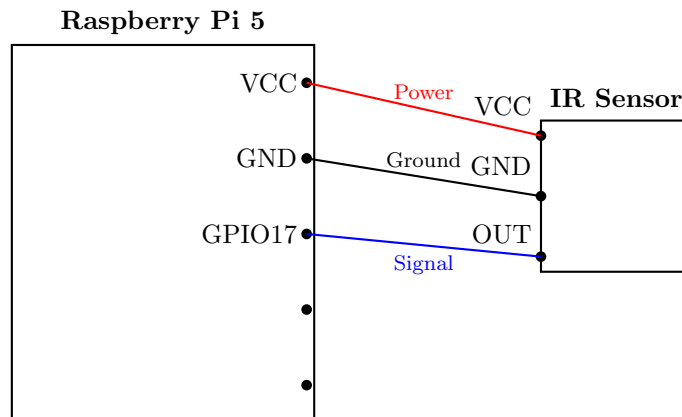 Raspberry Pi 5
VCC
Power
VCC
IR Sensor
GND
Ground
GND
GPIO17
OUT
Signal